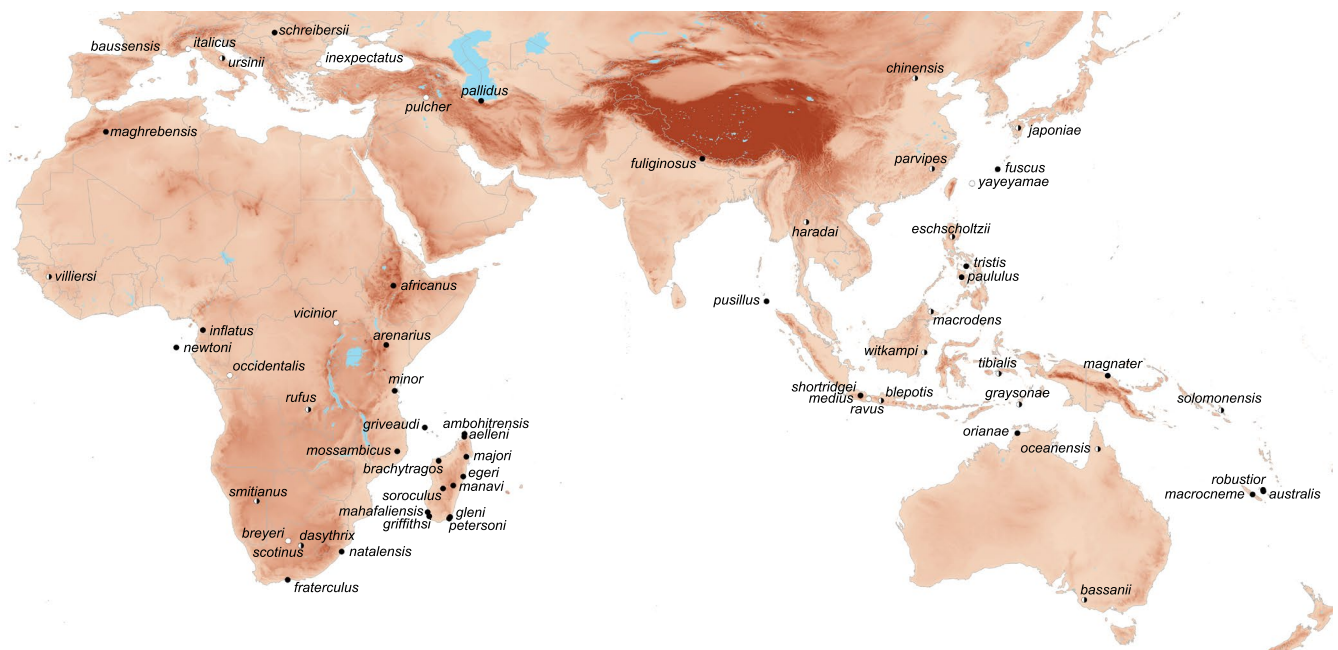 schreibersii
italicus
baussensis
ursinii
inexpectatus
chinensis
pallidus
pulcher
maghrebensis
japoniae
parvipes
fuliginosus
fuscus
yayeyamae
haradai
eschscholtzii
tristis
paululus
villiersi
africanus
pusillus
vicinior
macrodens
inflatus
arenarius
newtoni
witkampi
occidentalis
tibialis
magnater
minor
shortridgei
blepotis
medius
graysonae
rufus
ravus
solomonensis
griveaudi
ambohitrensis
orianae
aelleni
mossambicus
oceanensis
majori
brachytragos
egeri
robustior
manavi
smitianus
soroculus
macrocneme
australis
mahafaliensis
gleni
griffithsi
petersoni
breyeri
dasythrix
scotinus
natalensis
fraterculus
bassanii